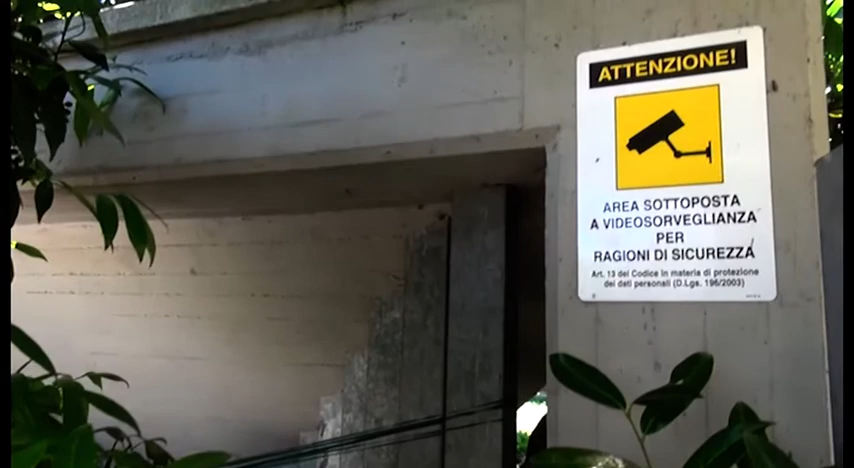 ATTENZIONE!
AREA SOTTOPOSTA
A VIDEOSORVEGLIANZA
PER
RAGIONI DI SICUREZZA
Art. 13 del Codice in materia di protezione
dei dati personali (D.Lgs. 196/2003)